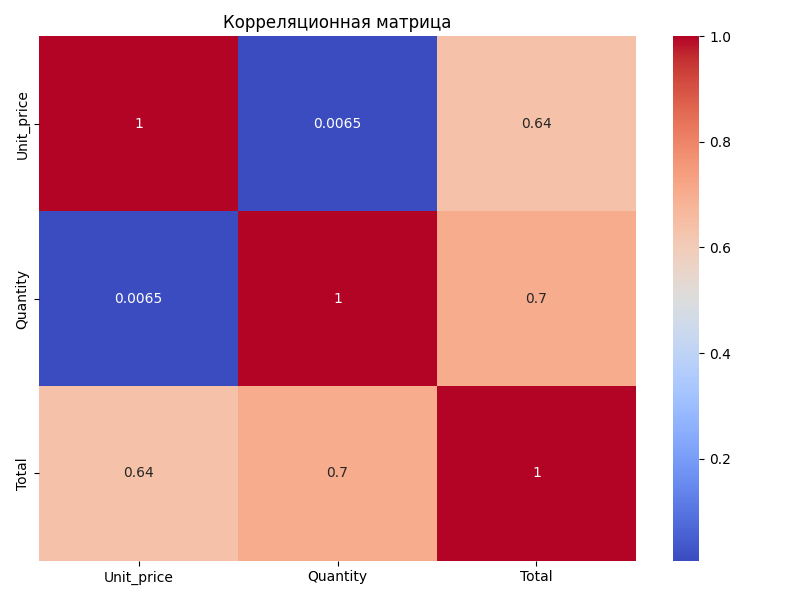 Корреляционная матрица
Unit_price
1
0.0065
0.64
Quantity
0.0065
1
0.7
Total
0.64
0.7
1
Unit_price
Quantity
Total
1.0
0.8
0.6
0.4
0.2